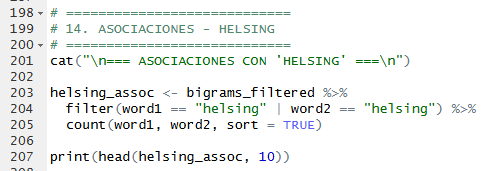 198 # =============================
199 # 14. ASOCIACIONES - HELSING
200 # =============================
201 cat("\n=== ASOCIACIONES CON 'HELSING' ===\n")
202
203 helsing_assoc <- bigrams_filtered %>%
204   filter(word1 == "helsing" | word2 == "helsing") %>%
205   count(word1, word2, sort = TRUE)
206
207 print(head(helsing_assoc, 10))